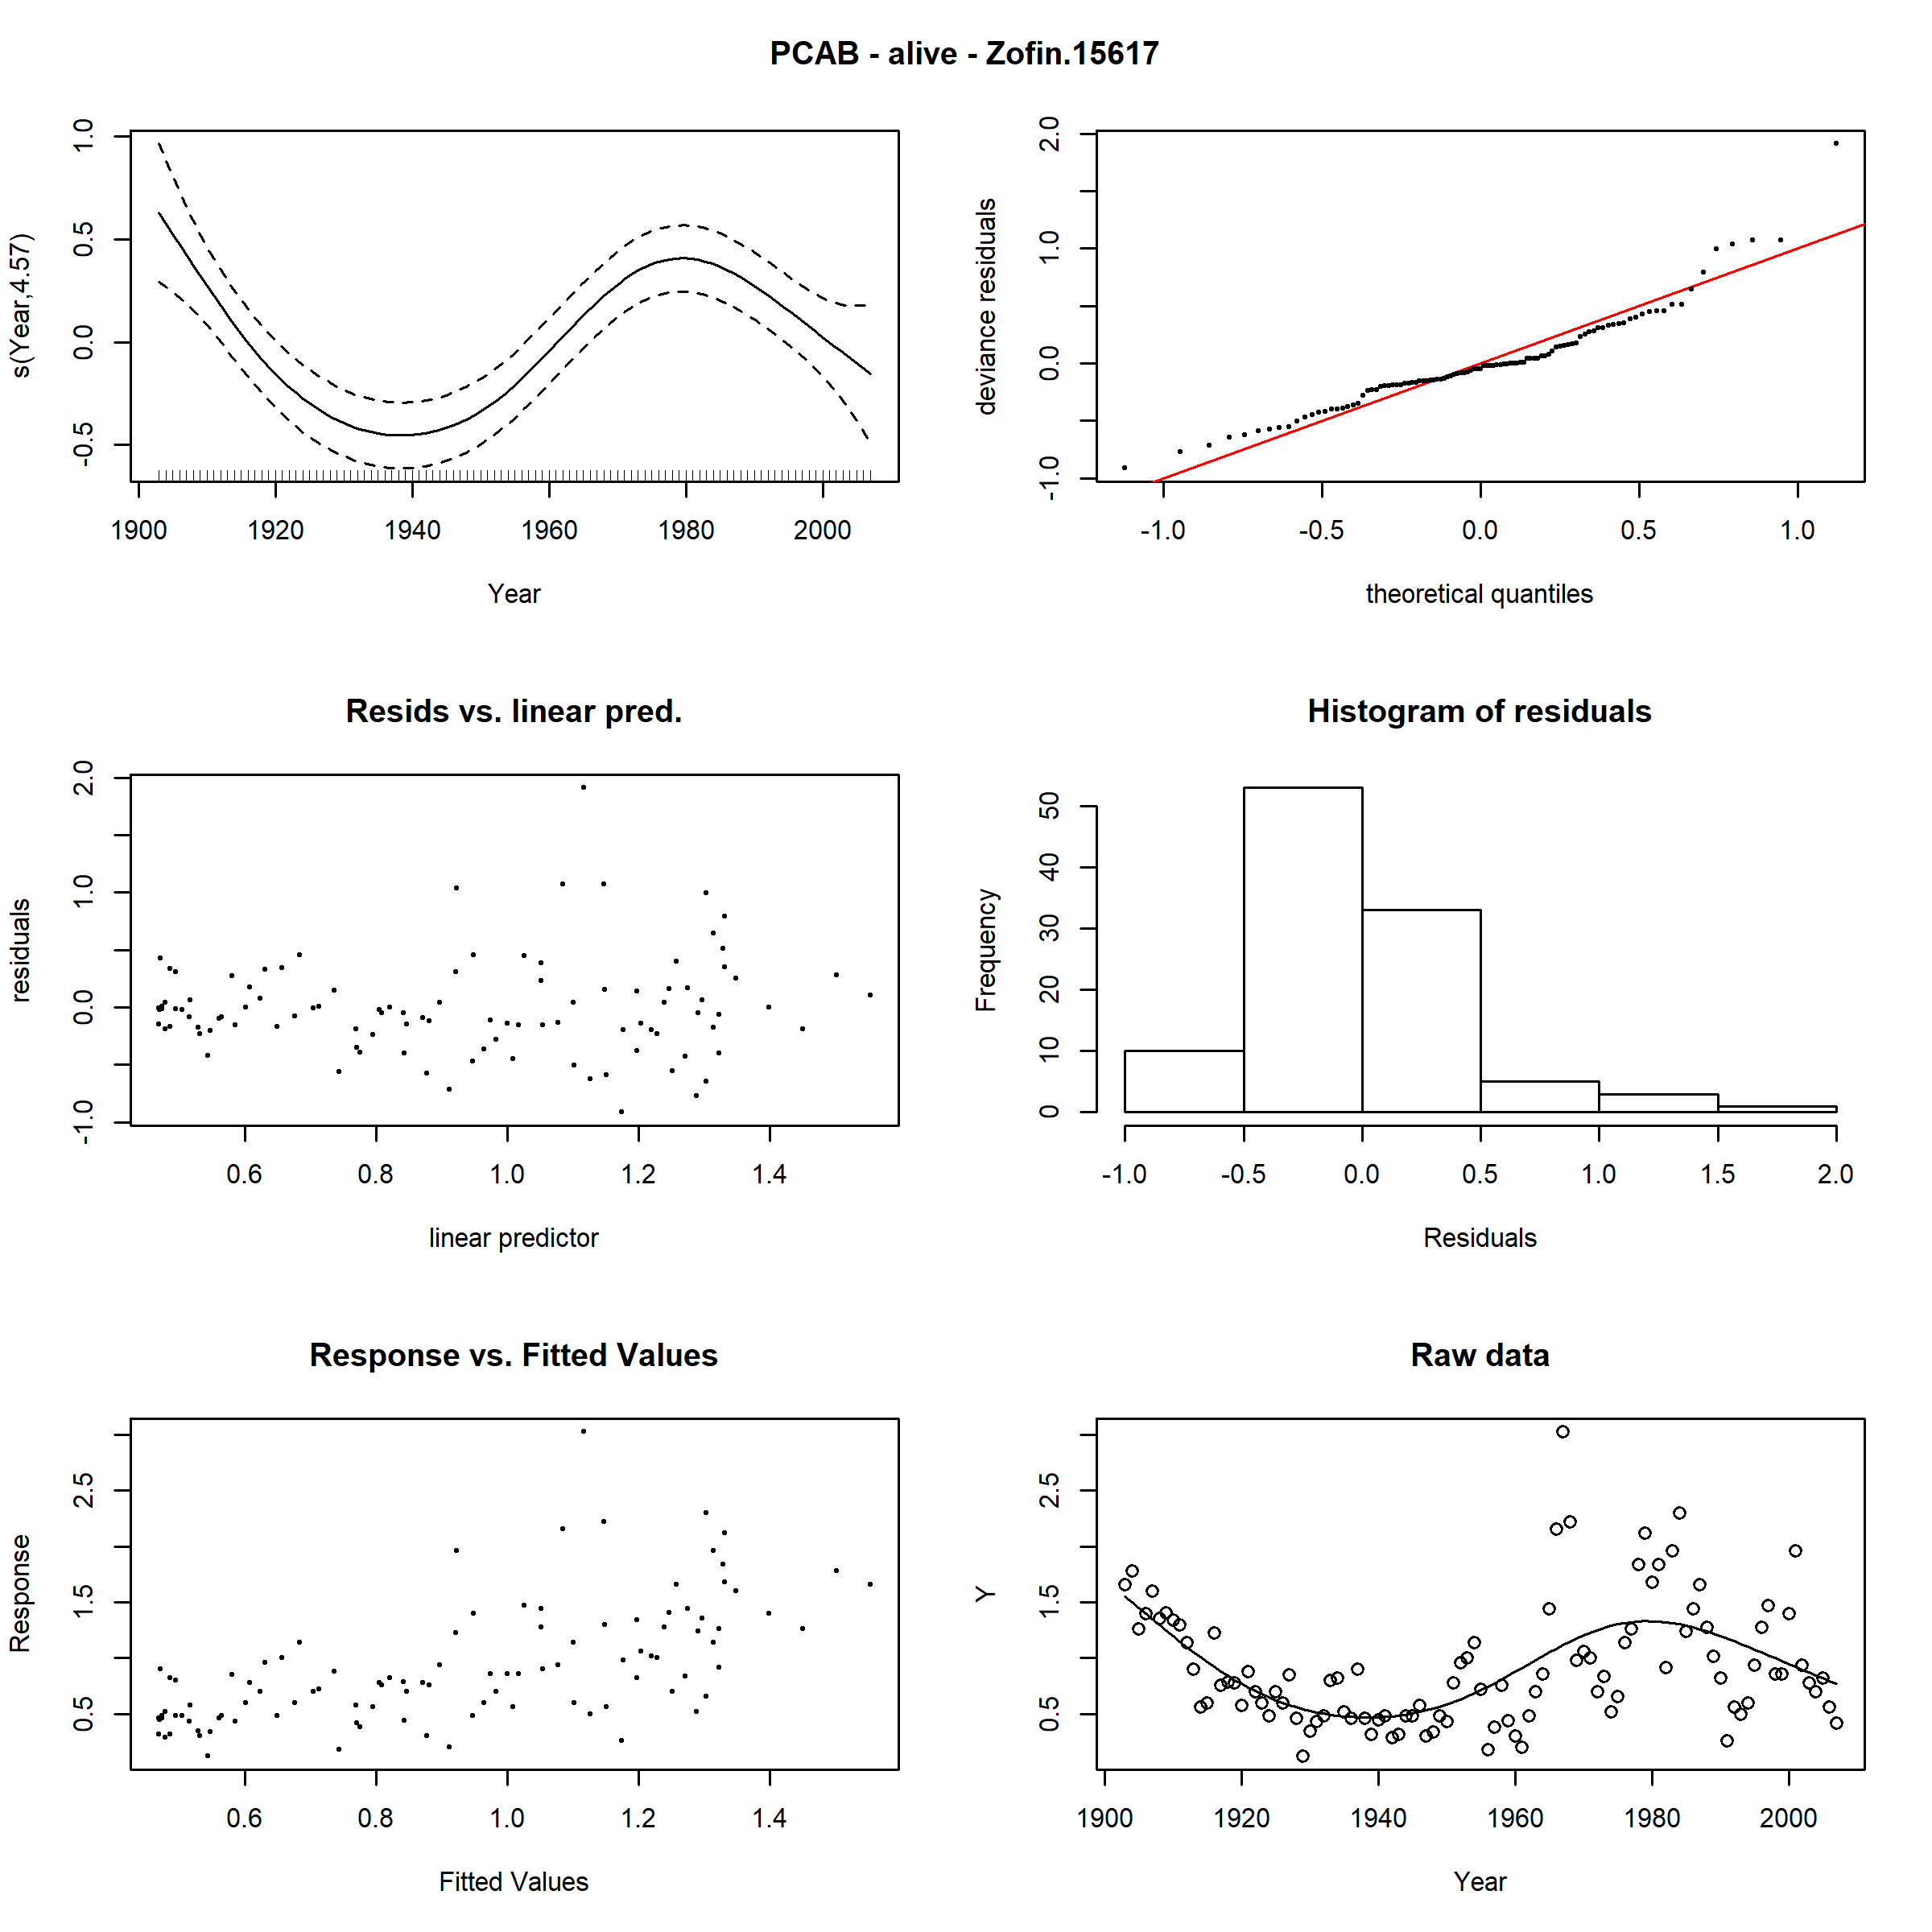 PCAB - alive - Zofin.15617
s(Year,4.57)
1.0
0.5
0.0
-0.5
1900 1920 1940 1960 1980 2000
Year
deviance residuals
2.0
1.0
0.0
-1.0
-1.0 -0.5 0.0 0.5 1.0
theoretical quantiles
Resids vs. linear pred.
residuals
2.0
1.0
0.0
-1.0
0.6 0.8 1.0 1.2 1.4
linear predictor
Histogram of residuals
Frequency
50
40
30
20
10
0
-1.0 -0.5 0.0 0.5 1.0 1.5 2.0
Residuals
Response vs. Fitted Values
Response
2.5
1.5
0.5
0.6 0.8 1.0 1.2 1.4
Fitted Values
Raw data
Y
2.5
1.5
0.5
1900 1920 1940 1960 1980 2000
Year